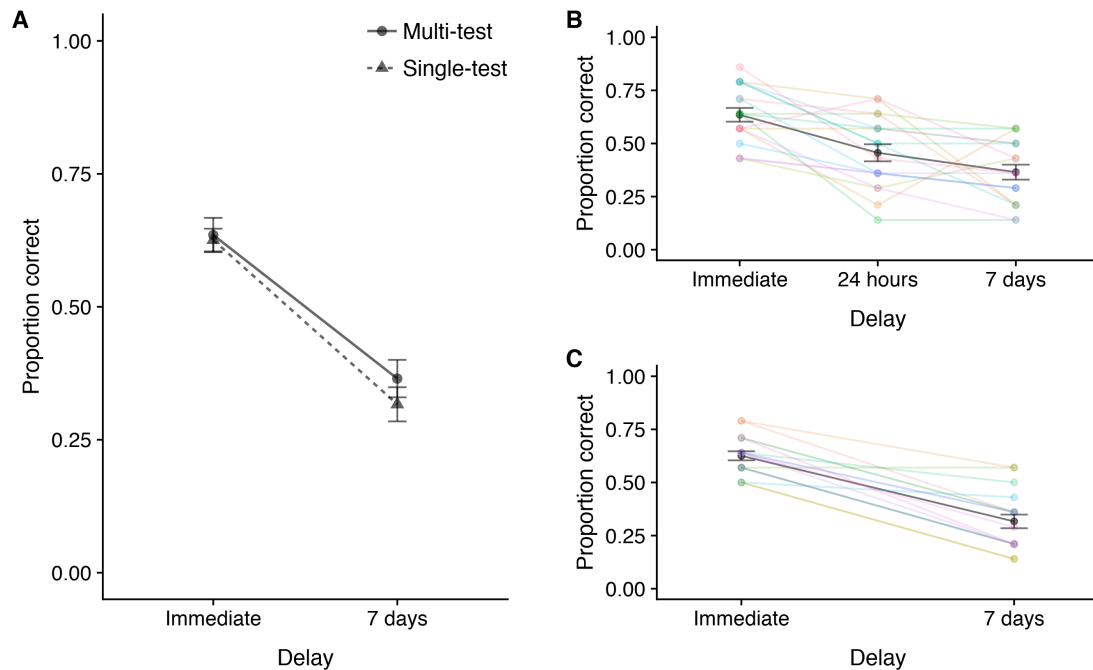 A
1.00
0.75
0.50
0.25
0.00
Proportion correct
Immediate
7 days
Delay
Multi-test
Single-test
B
1.00
0.75
0.50
0.25
0.00
Proportion correct
Immediate
24 hours
7 days
Delay
C
1.00
0.75
0.50
0.25
0.00
Proportion correct
Immediate
7 days
Delay